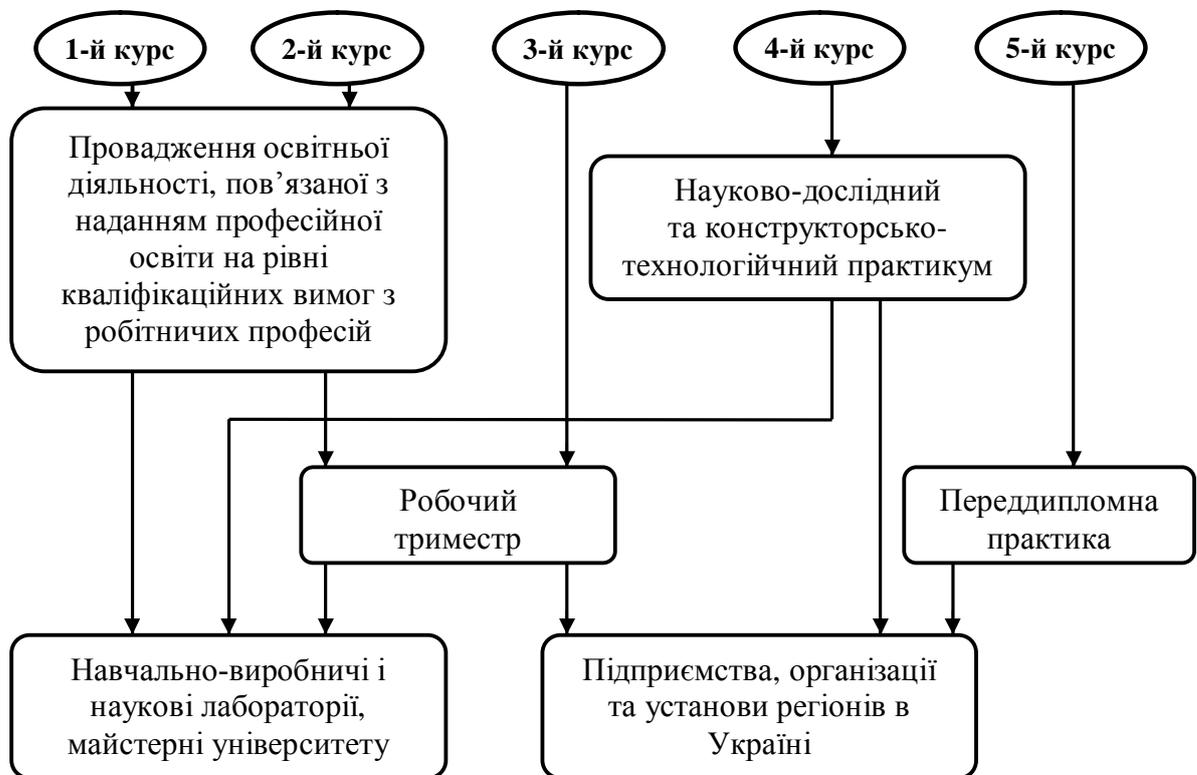 1-й курс
2-й курс
3-й курс
4-й курс
5-й курс
Провадження освітньої
діяльності, пов’язаної з
наданням професійної
освіти на рівні
кваліфікаційних вимог з
робітничих професій
Науково-дослідний
та конструкторсько-
технологійчний практикум
Робочий
триместр
Переддипломна
практика
Навчально-виробничі і
наукові лабораторії,
майстерні університету
Підприємства, організації
та установи регіонів в
Україні